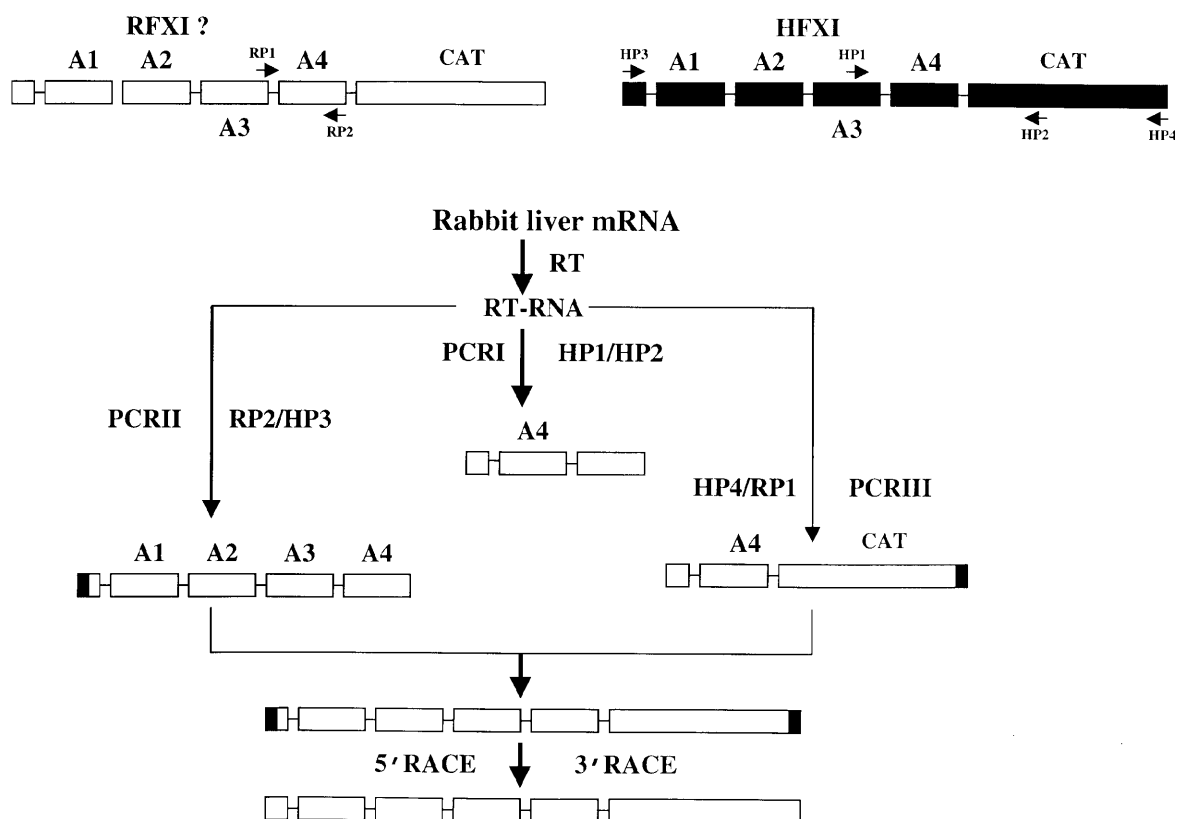 RFXI ?
HFXI
A1 A2 RP1 A4 CAT
HP3 A1 A2 HP1 A4 CAT
A3 RP2
A3 HP2 HP4
Rabbit liver mRNA
RT
RT-RNA
PCRI HP1/HP2
PCRII RP2/HP3
A4
HP4/RP1 PCRIII
A1 A2 A3 A4
A4 CAT
5′RACE 3′RACE